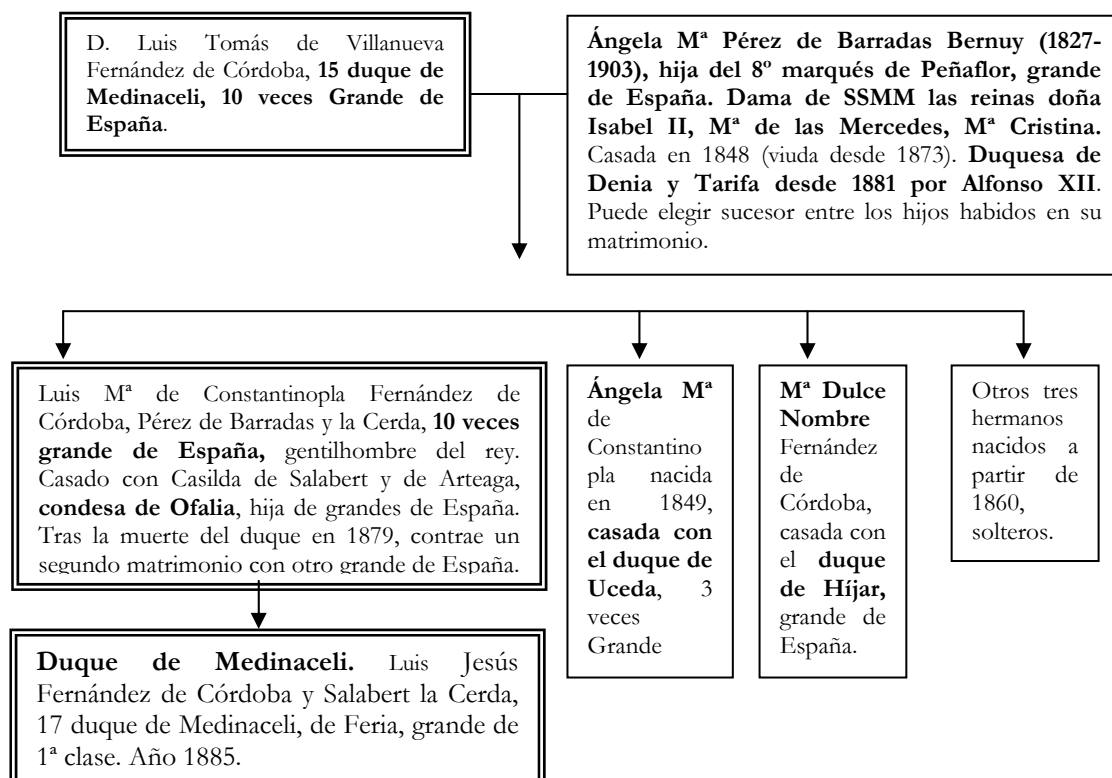 D. Luis Tomás de Villanueva
Fernández de Córdoba, 15 duque de
Medinaceli, 10 veces Grande de
España.
Ángela Mª Pérez de Barradas Bernuy (1827-
1903), hija del 8º marqués de Peñaflor, grande
de España. Dama de SSMM las reinas doña
Isabel II, Mª de las Mercedes, Mª Cristina.
Casada en 1848 (viuda desde 1873). Duquesa de
Denia y Tarifa desde 1881 por Alfonso XII.
Puede elegir sucesor entre los hijos habidos en su
matrimonio.
Luis Mª de Constantinopla Fernández de
Córdoba, Pérez de Barradas y la Cerda, 10 veces
grande de España, gentilhombre del rey.
Casado con Casilda de Salabert y de Arteaga,
condesa de Ofalia, hija de grandes de España.
Tras la muerte del duque en 1879, contrae un
segundo matrimonio con otro grande de España.
Ángela Mª
de
Constantino
pla nacida
en 1849,
casada con
el duque de
Uceda, 3
veces
Grande
Mª Dulce
Nombre
Fernández
de
Córdoba,
casada con
el duque
de Híjar,
grande de
España.
Otros tres
hermanos
nacidos a
partir de
1860,
solteros.
Duque de Medinaceli. Luis Jesús
Fernández de Córdoba y Salabert la Cerda,
17 duque de Medinaceli, de Feria, grande de
1ª clase. Año 1885.